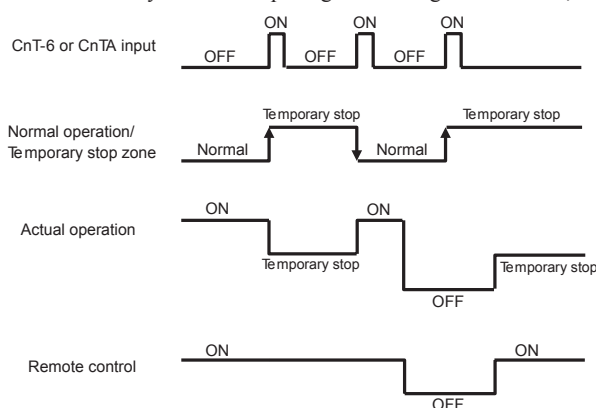 ON ON ON
CnT-6 or CnTA input
OFF OFF OFF
Temporary stop Temporary stop
Normal operation/
Temporary stop zone
Normal Normal
ON ON
Actual operation
Temporary stop Temporary stop
OFF
ON ON
Remote control
OFF